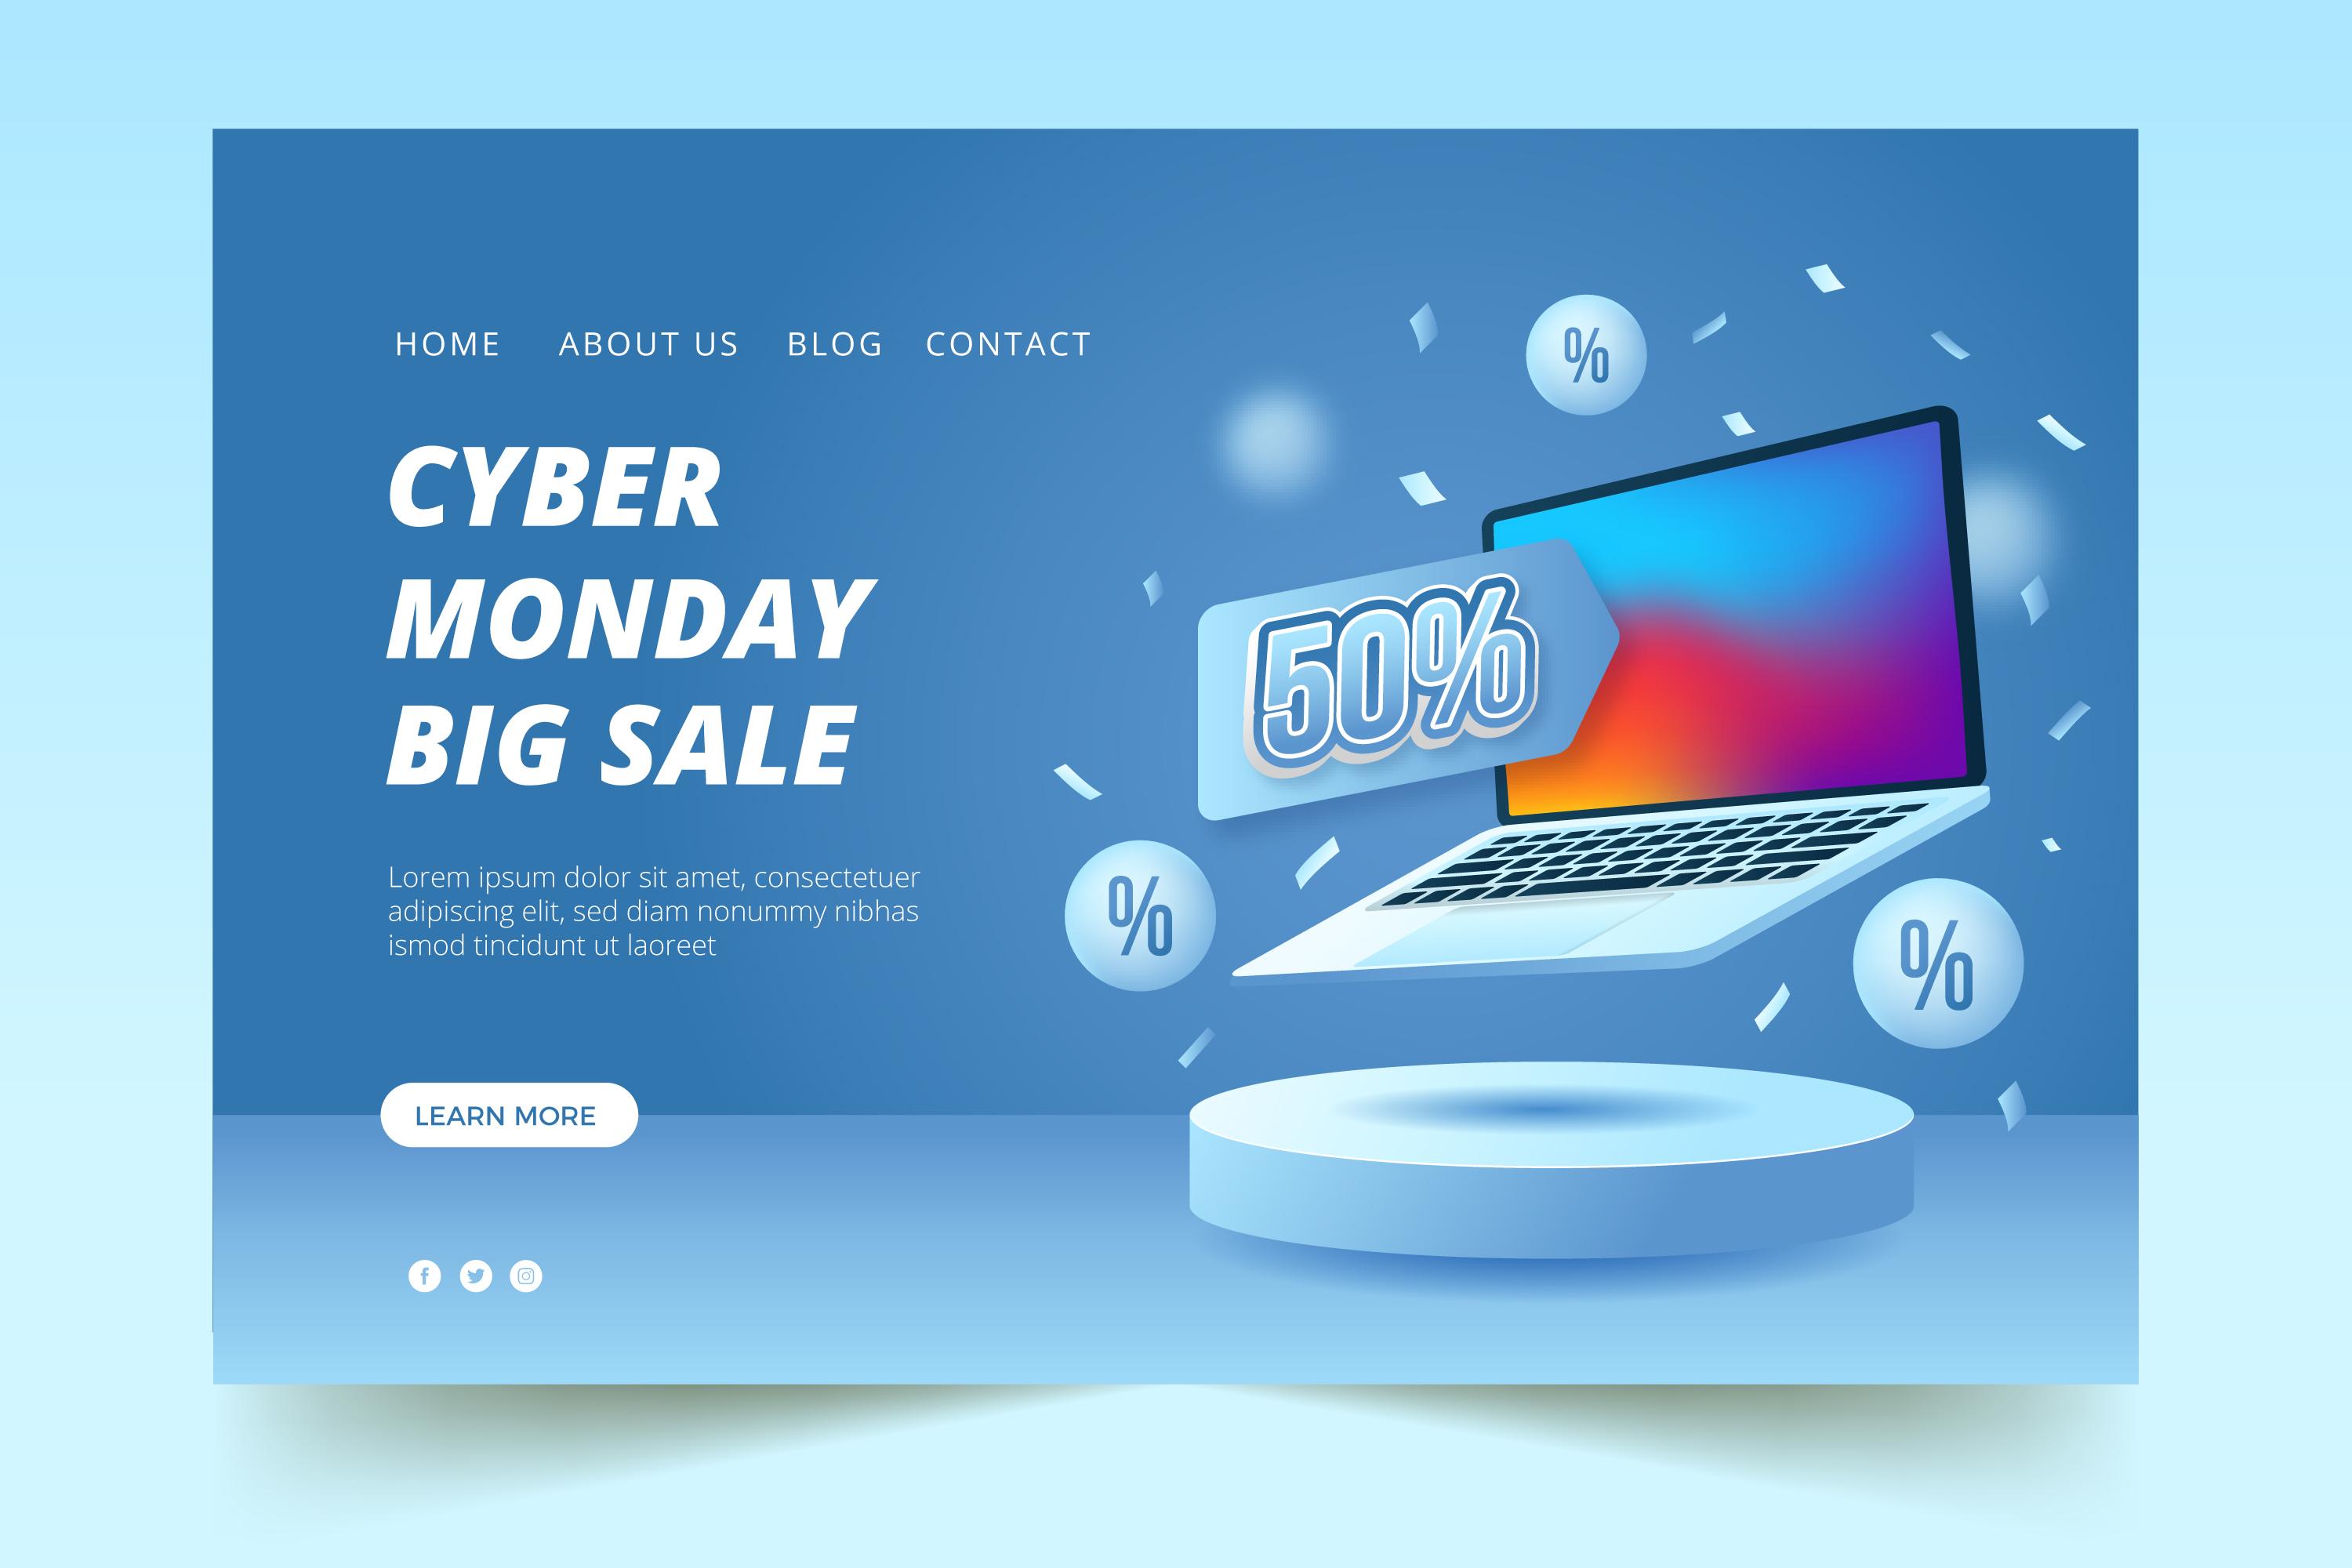 HOME ABOUT US BLOG CONTACT
CYBER
MONDAY
BIG SALE
Lorem ipsum dolor sit amet, consectetuer
adipiscing elit, sed diam nonummy nibhas
ismod tincidunt ut laoreet
LEARN MORE
%
50%
%
%